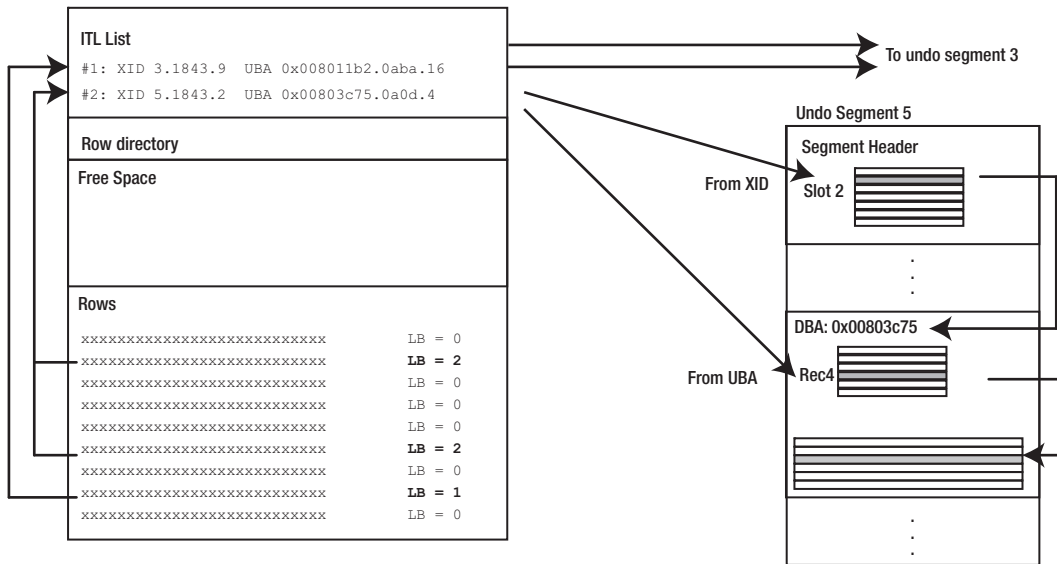 ITL List
#1: XID 3.1843.9 UBA 0x008011b2.0aba.16
#2: XID 5.1843.2 UBA 0x00803c75.0a0d.4
Row directory
Free Space
Rows
xxxxxxxxxxxxxxxxxxxxxxxxxxx LB = 0
xxxxxxxxxxxxxxxxxxxxxxxxxxx LB = 2
xxxxxxxxxxxxxxxxxxxxxxxxxxx LB = 0
xxxxxxxxxxxxxxxxxxxxxxxxxxx LB = 0
xxxxxxxxxxxxxxxxxxxxxxxxxxx LB = 0
xxxxxxxxxxxxxxxxxxxxxxxxxxx LB = 2
xxxxxxxxxxxxxxxxxxxxxxxxxxx LB = 0
xxxxxxxxxxxxxxxxxxxxxxxxxxx LB = 1
xxxxxxxxxxxxxxxxxxxxxxxxxxx LB = 0
To undo segment 3
From XID
From UBA
Undo Segment 5
Segment Header
Slot 2
.
.
.
DBA: 0x00803c75
Rec4
.
.
.